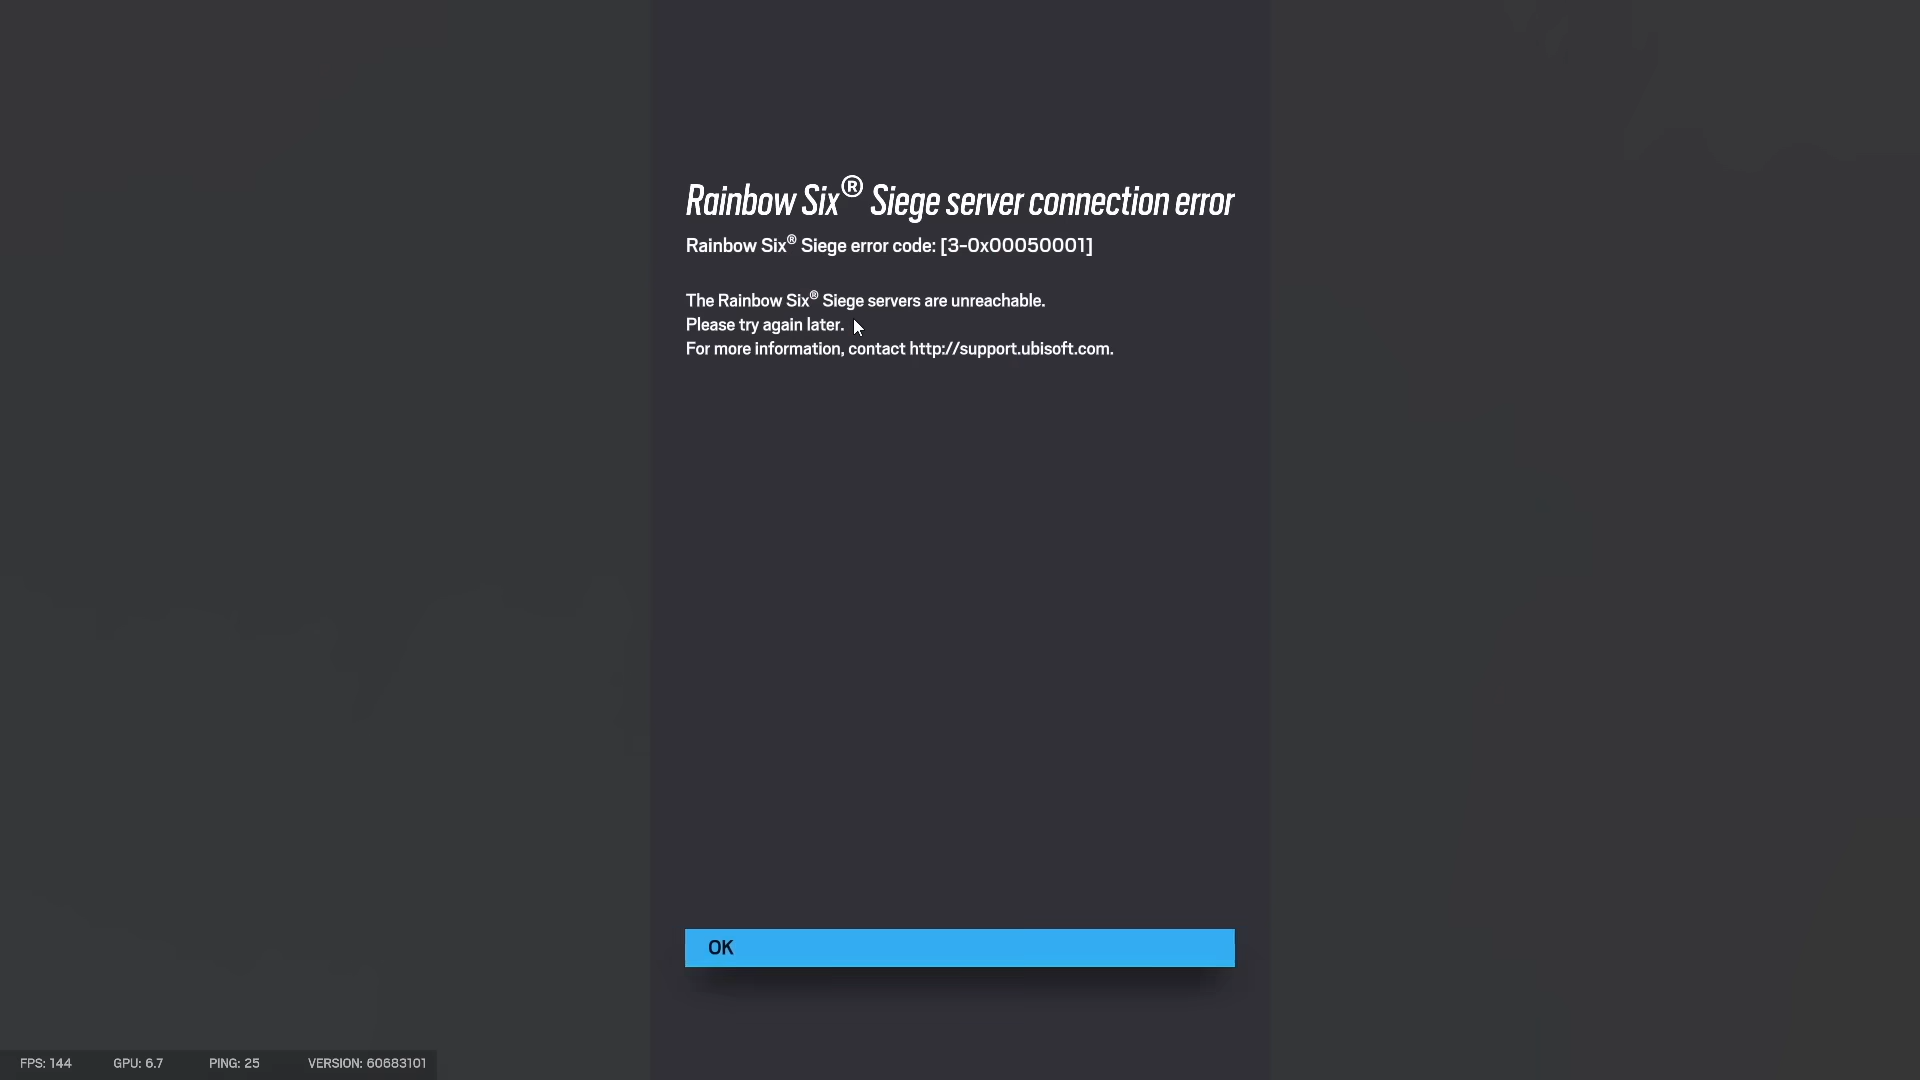 Rainbow Six® Siege server connection error
Rainbow Six® Siege error code: [3-0x00050001]
The Rainbow Six® Siege servers are unreachable.
Please try again later.
For more information, contact http://support.ubisoft.com.
OK
FPS: 144 GPU: 6.7 PING: 25 VERSION: 60683101